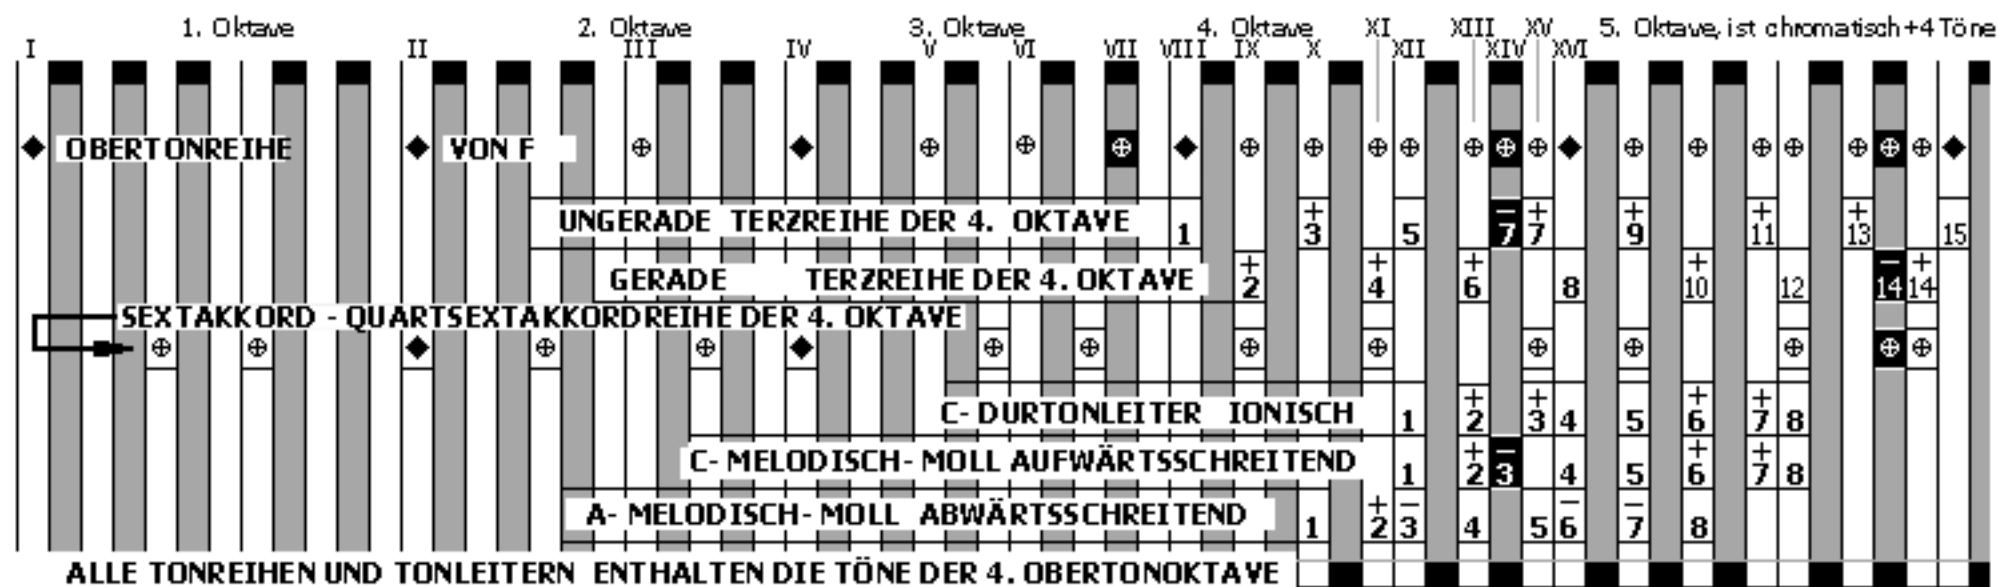 1. Oktave 2. Oktave 3. Oktave 4. Oktave XI XIII XV 5. Oktave, ist chromatisch+4 Töne
I II III IV V VI VII VIII IX X XII XIV XVI
OBERTONREIHE VON F
UNGERADE TERZREIHE DER 4. OKTAVE 1 +3 5 −7 +7 +9 +11 +13 15
GERADE TERZREIHE DER 4. OKTAVE +2 +4 +6 8 +10 12 −14 +14
SEXTAKKORD - QUARTSEXTAKKORDREIHE DER 4. OKTAVE
C- DURTONLEITER IONISCH 1 +2 +3 4 5 +6 +7 8
C- MELODISCH- MOLL AUFWÄRTSSCHREITEND 1 +2 −3 4 5 +6 +7 8
A- MELODISCH- MOLL ABWÄRTSSCHREITEND 1 +2 −3 4 5 −6 −7 8
ALLE TONREIHEN UND TONLEITERN ENTHALTEN DIE TÖNE DER 4. OBERTONOKTAVE